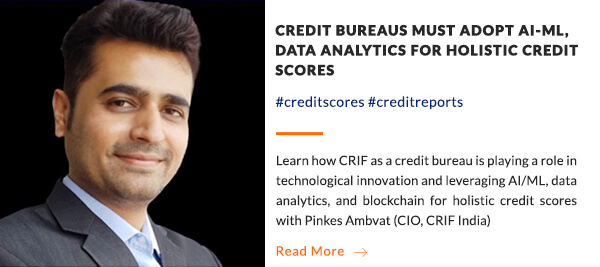 CREDIT BUREAUS MUST ADOPT AI-ML,
DATA ANALYTICS FOR HOLISTIC CREDIT
SCORES
#creditscores #creditreports
Learn how CRIF as a credit bureau is playing a role in
technological innovation and leveraging AI/ML, data
analytics, and blockchain for holistic credit scores
with Pinkes Ambvat (CIO, CRIF India)
Read More →